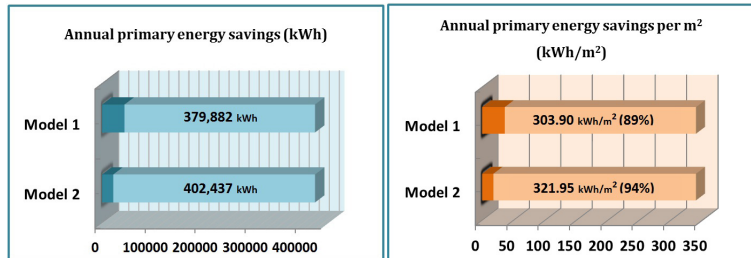 Annual primary energy savings (kWh)
Model 1
379,882 kWh
Model 2
402,437 kWh
0 100000 200000 300000 400000
Annual primary energy savings per m²
(kWh/m²)
Model 1
303.90 kWh/m² (89%)
Model 2
321.95 kWh/m² (94%)
0 50 100 150 200 250 300 350